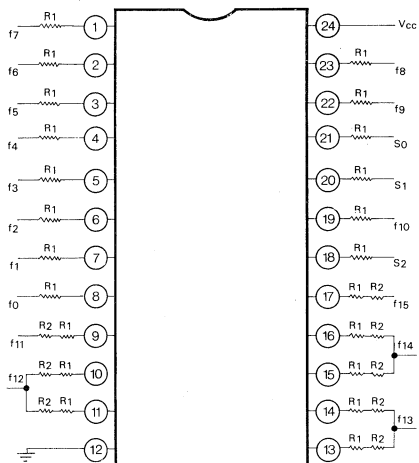 R1 f7 1 24 Vcc
R1 f6 2 23 R1 f8
R1 f5 3 22 R1 f9
R1 f4 4 21 R1 S0
R1 f3 5 20 R1 S1
R1 f2 6 19 R1 f10
R1 f1 7 18 R1 S2
R1 f0 8 17 R1 R2 f15
R2 R1 f11 9 16 R1 R2 f14
f12 R2 R1 10 15 R1 R2
R2 R1 11 14 R1 R2 f13
12 13 R1 R2